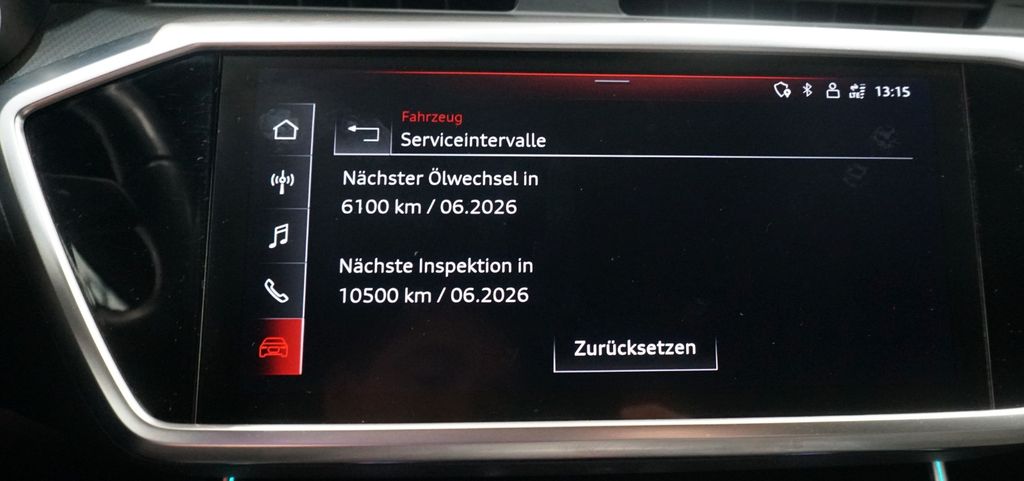 LTE 13:15
Fahrzeug
Serviceintervalle
Nächster Ölwechsel in
6100 km / 06.2026
Nächste Inspektion in
10500 km / 06.2026
Zurücksetzen